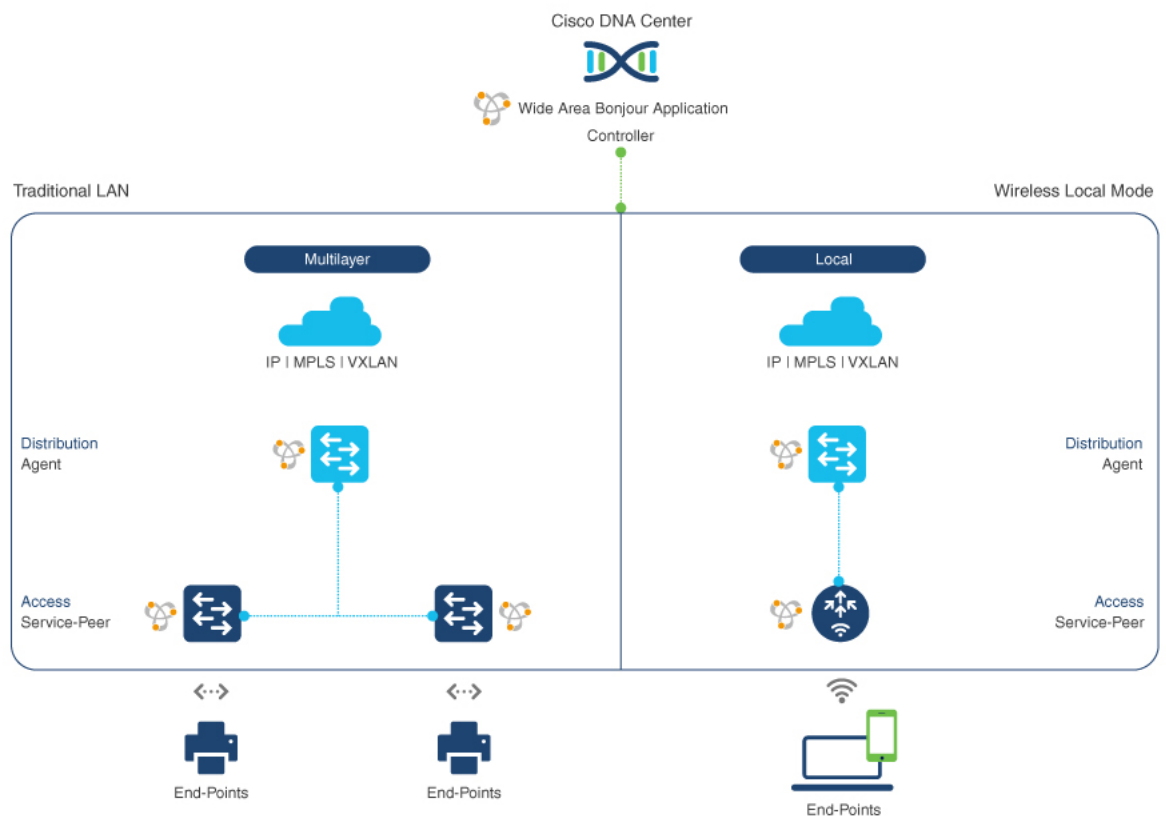 Cisco DNA Center
Wide Area Bonjour Application
Controller
Traditional LAN
Wireless Local Mode
Multilayer
Local
IP | MPLS | VXLAN
IP | MPLS | VXLAN
Distribution
Agent
Distribution
Agent
Access
Service-Peer
Access
Service-Peer
End-Points
End-Points
End-Points